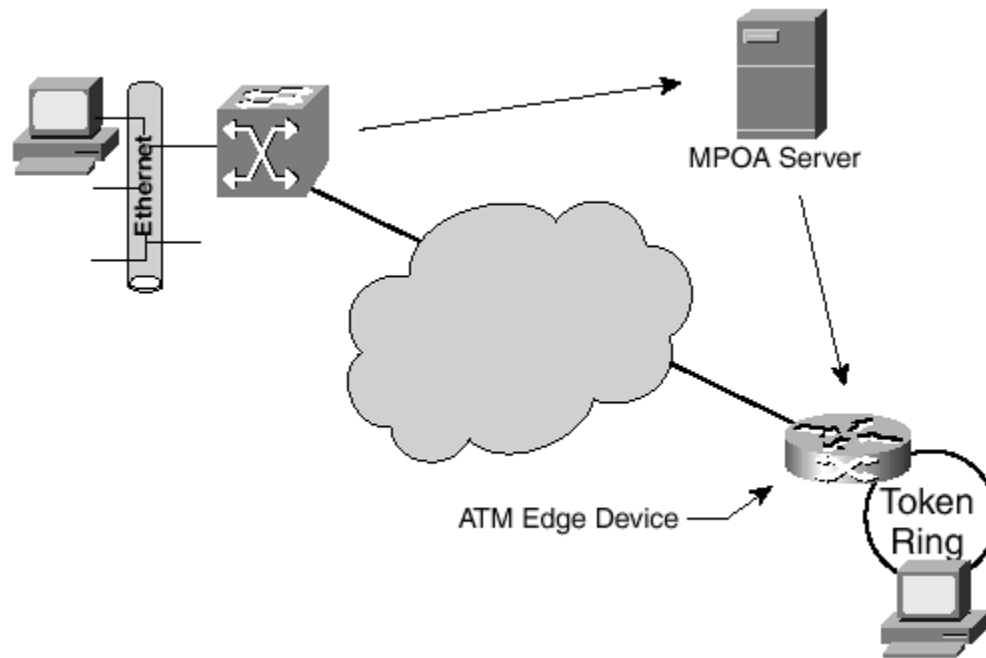 Ethernet
MPOA Server
ATM Edge Device
Token
Ring